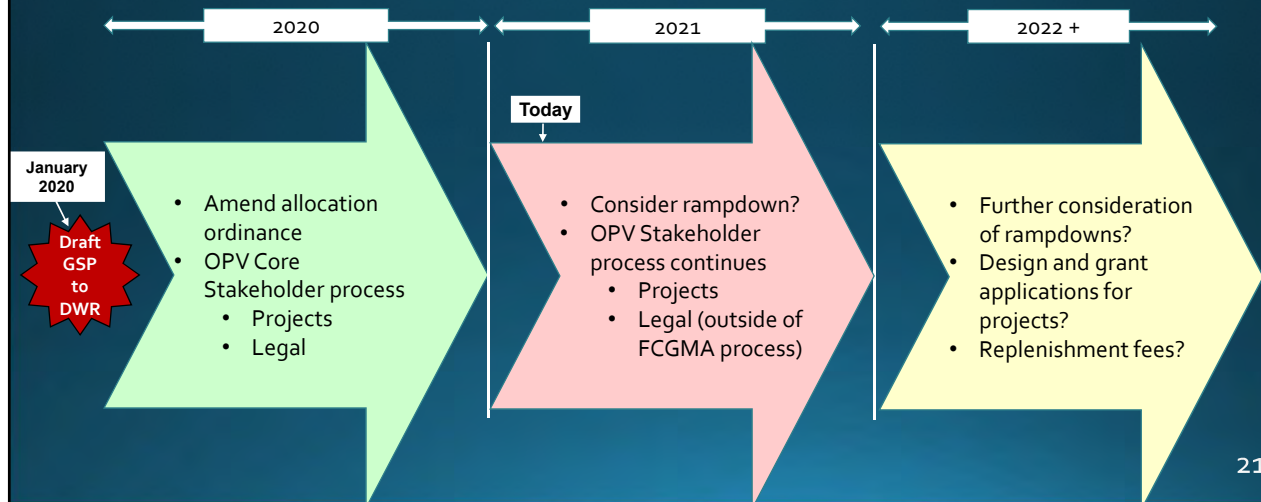 2020
2021
2022 +
Today
January
2020
Draft
GSP
to
DWR
• Amend allocation
ordinance
• OPV Core
Stakeholder process
• Projects
• Legal
• Consider rampdown?
• OPV Stakeholder
process continues
• Projects
• Legal (outside of
FCGMA process)
• Further consideration
of rampdowns?
• Design and grant
applications for
projects?
• Replenishment fees?
21